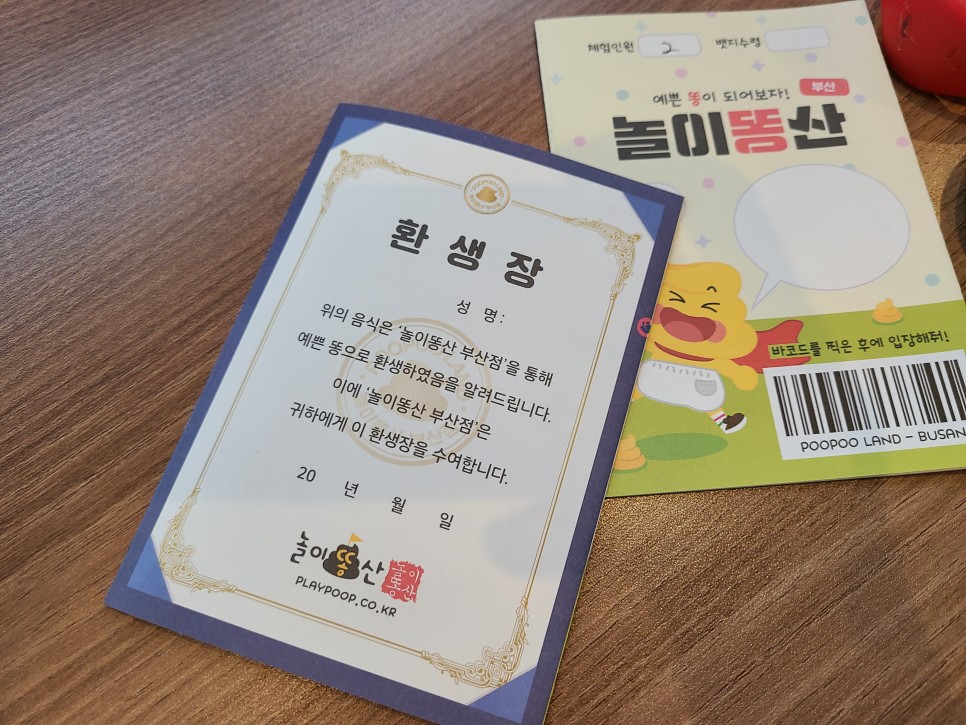 체험인원 2 뱃지수령
부산
예쁜 똥이 되어보자!
놀이똥산
바코드를 찍은 후에 입장해줘!
POOPOO LAND - BUSAN
환생장
성 명:
위의 음식은 '놀이똥산 부산점'을 통해
예쁜 똥으로 환생하였음을 알려드립니다.
이에 '놀이똥산 부산점'은
귀하에게 이 환생장을 수여합니다.
20 년 월 일
놀이똥산
놀이
똥산
PLAYPOOP.CO.KR